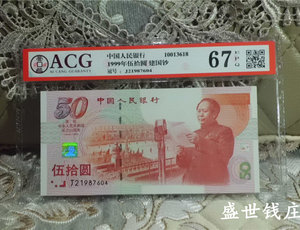 ACG
中国人民银行 10013618
1999年伍拾圆 建国钞
冠号：J21987604
67 EPQ
50
中国人民银行
伍拾圆
J21987604
50
盛世钱庄